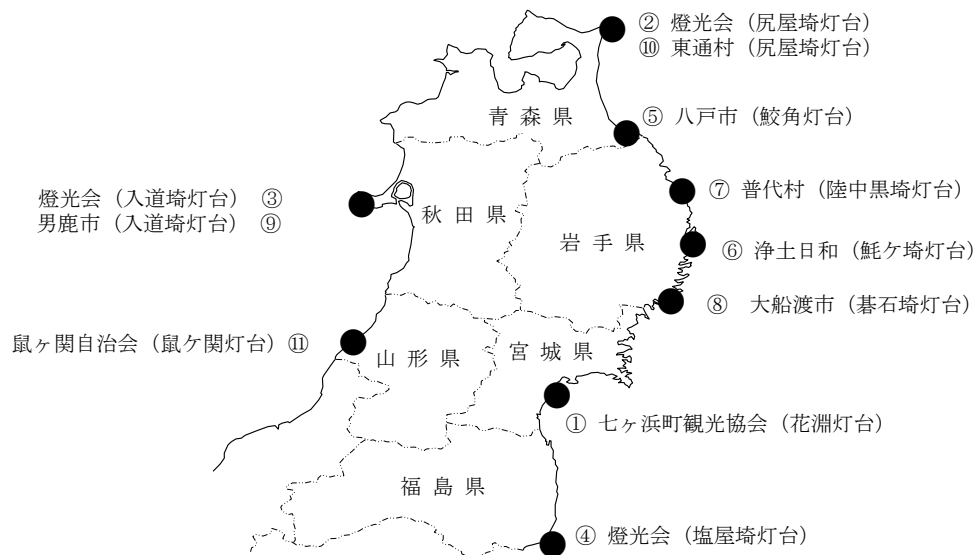 ② 燈光会（尻屋埼灯台）
⑩ 東通村（尻屋埼灯台）
青 森 県
⑤ 八戸市（鮫角灯台）
燈光会（入道埼灯台） ③
男鹿市（入道埼灯台） ⑨
秋 田 県
⑦ 普代村（陸中黒埼灯台）
岩 手 県
⑥ 浄土日和（魹ケ埼灯台）
⑧ 大船渡市（碁石埼灯台）
鼠ヶ関自治会（鼠ケ関灯台）⑪
山 形 県
宮 城 県
① 七ヶ浜町観光協会（花淵灯台）
福 島 県
④ 燈光会（塩屋埼灯台）